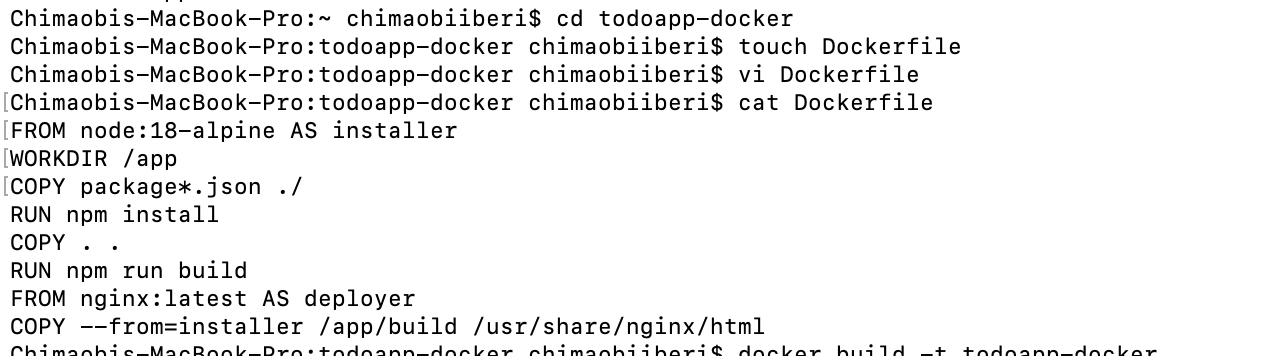 Chimaobis-MacBook-Pro:~ chimaobiiberi$ cd todoapp-docker
Chimaobis-MacBook-Pro:todoapp-docker chimaobiiberi$ touch Dockerfile
Chimaobis-MacBook-Pro:todoapp-docker chimaobiiberi$ vi Dockerfile
[Chimaobis-MacBook-Pro:todoapp-docker chimaobiiberi$ cat Dockerfile
[FROM node:18-alpine AS installer
[WORKDIR /app
[COPY package*.json ./
RUN npm install
COPY . .
RUN npm run build
FROM nginx:latest AS deployer
COPY --from=installer /app/build /usr/share/nginx/html
Chimaobis-MacBook-Pro:todoapp-docker chimaobiiberi$ docker build -t todoapp-docker